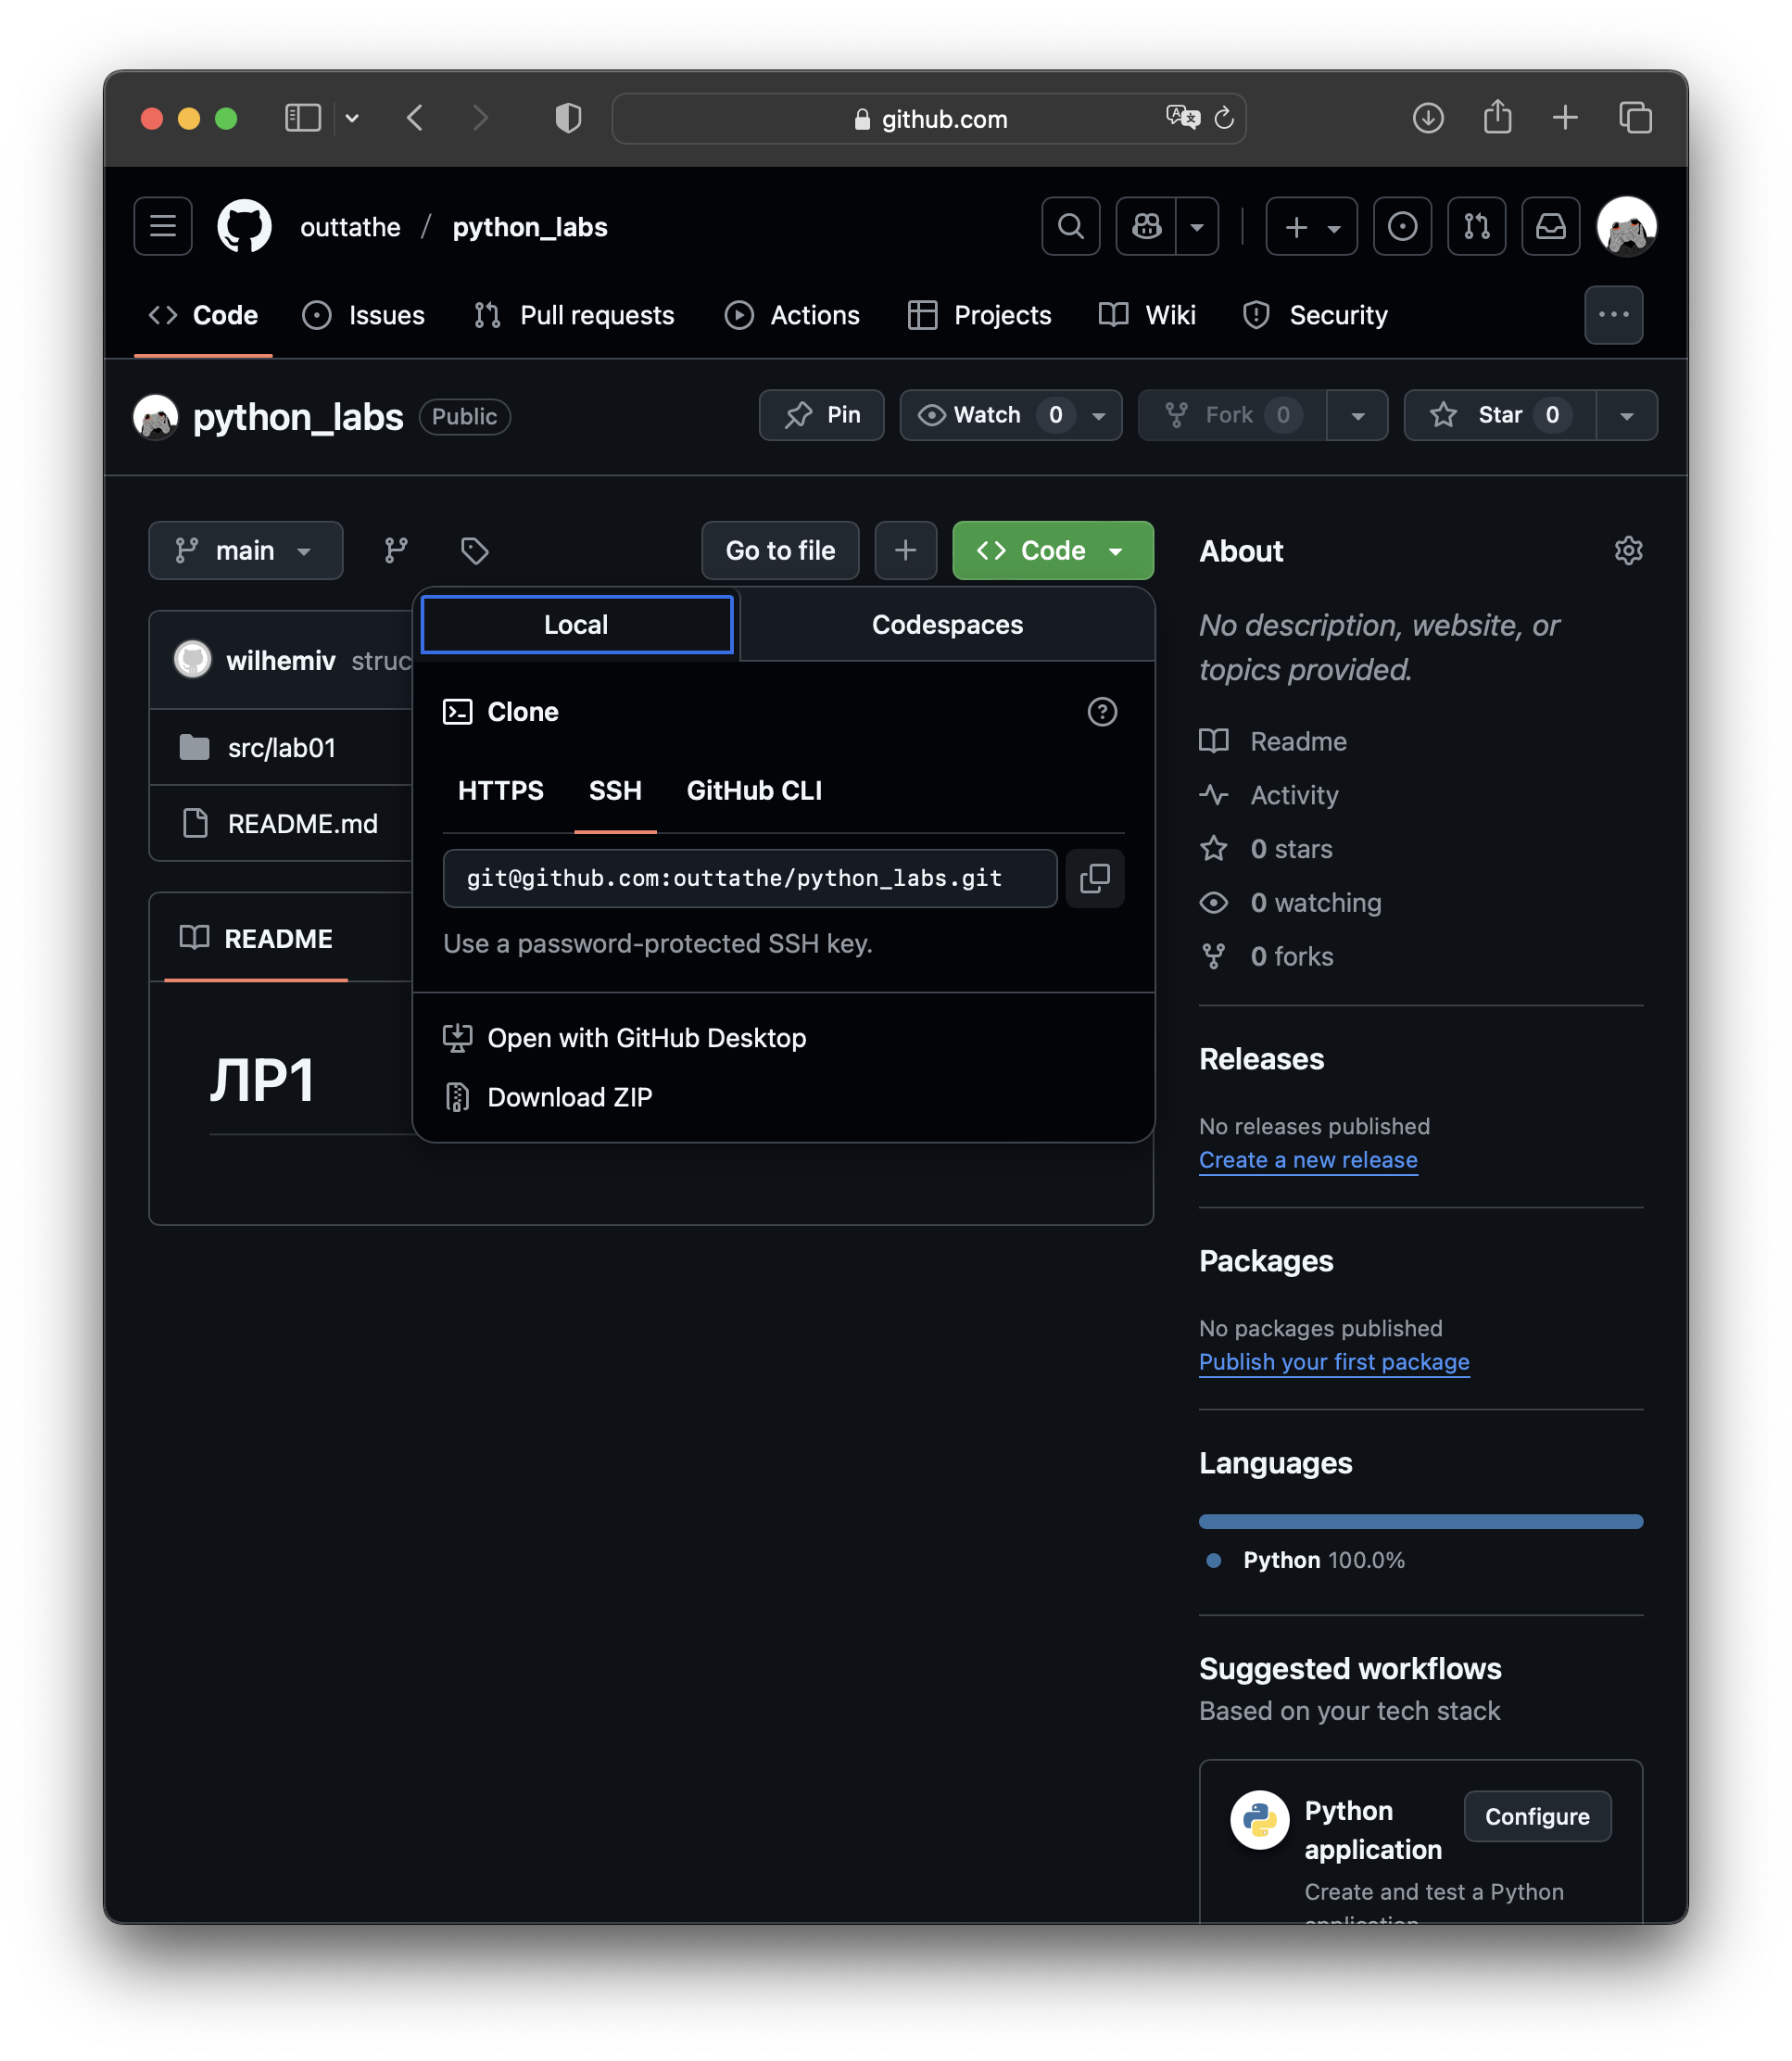 github.com
outtathe / python_labs
Code Issues Pull requests Actions Projects Wiki Security
python_labs Public Pin Watch 0 Fork 0 Star 0
main Go to file + Code
Local Codespaces
wilhemiv struc
src/lab01
README.md
Clone
HTTPS SSH GitHub CLI
git@github.com:outtathe/python_labs.git
Use a password-protected SSH key.
Open with GitHub Desktop
Download ZIP
README
ЛР1
About
No description, website, or
topics provided.
Readme
Activity
0 stars
0 watching
0 forks
Releases
No releases published
Create a new release
Packages
No packages published
Publish your first package
Languages
Python 100.0%
Suggested workflows
Based on your tech stack
Python
application
Configure
Create and test a Python